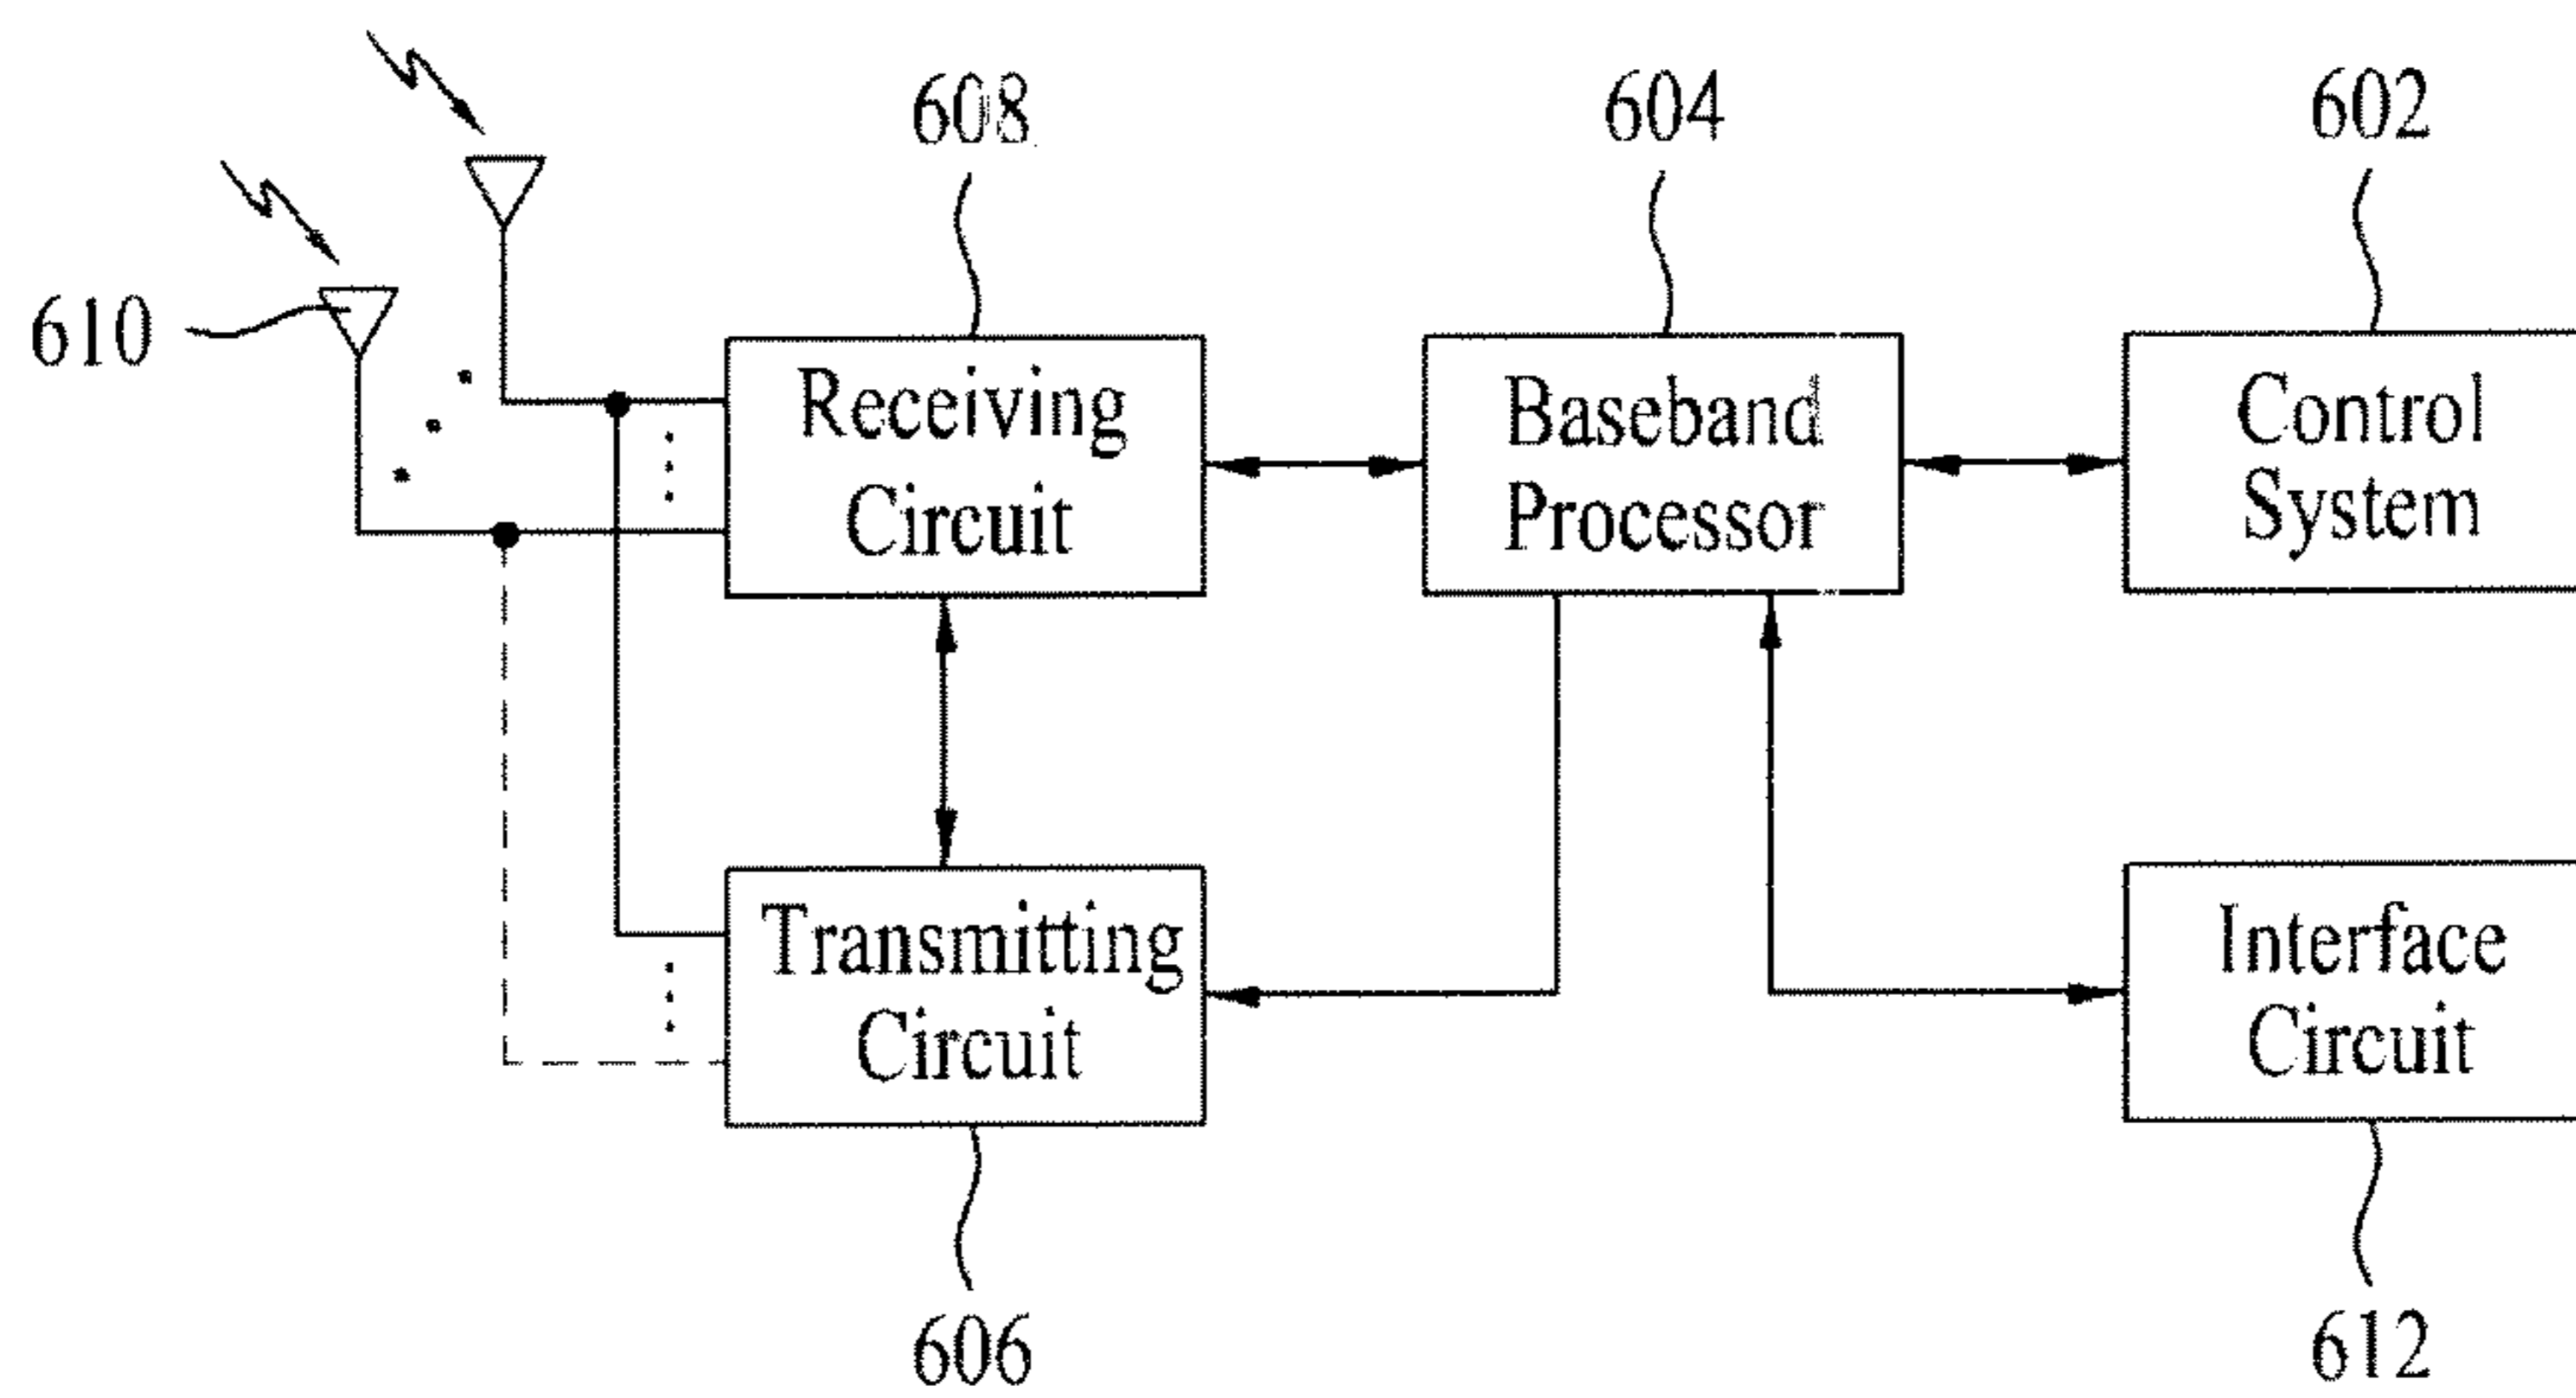 608
604
602
610
Receiving
Circuit
Baseband
Processor
Control
System
Transmitting
Circuit
Interface
Circuit
606
612